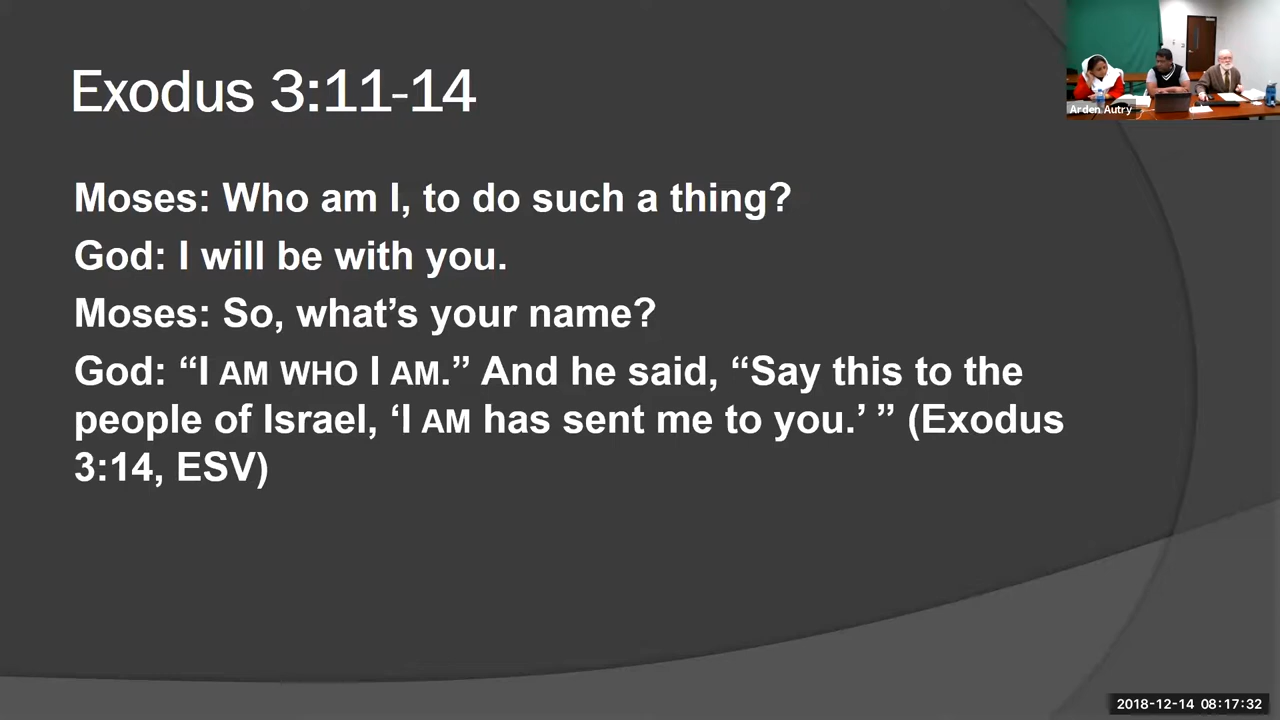 Exodus 3:11-14
Arden Autry
Moses: Who am I, to do such a thing?
God: I will be with you.
Moses: So, what’s your name?
God: “I AM WHO I AM.” And he said, “Say this to the
people of Israel, ‘I AM has sent me to you.’ ” (Exodus
3:14, ESV)
2018-12-14 08:17:32